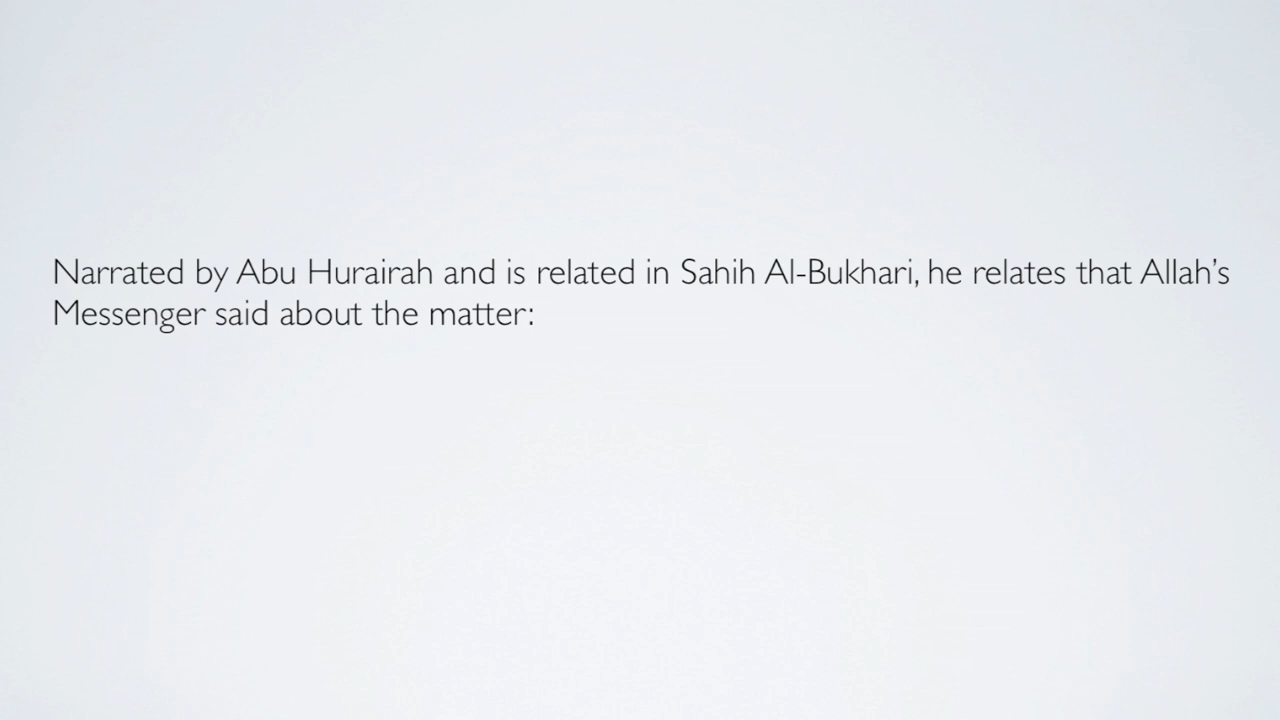 Narrated by Abu Hurairah and is related in Sahih Al-Bukhari, he relates that Allah’s
Messenger said about the matter: